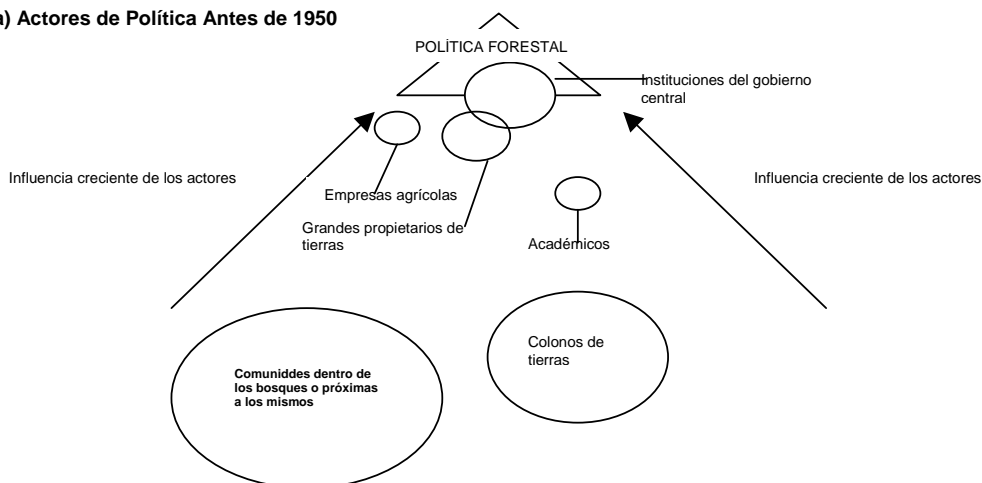 a) Actores de Política Antes de 1950
POLÍTICA FORESTAL
Instituciones del gobierno
central
Influencia creciente de los actores
Influencia creciente de los actores
Empresas agrícolas
Grandes propietarios de
tierras
Académicos
Colonos de
tierras
Comuniddes dentro de
los bosques o próximas
a los mismos